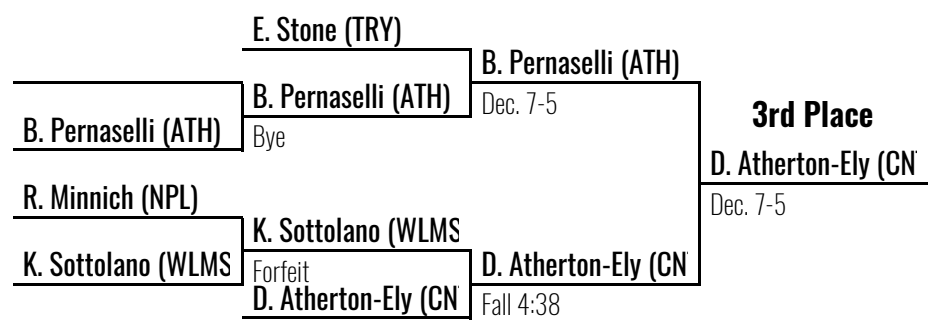 E. Stone (TRY)
B. Pernaselli (ATH)
B. Pernaselli (ATH)
Dec. 7-5
3rd Place
B. Pernaselli (ATH)
Bye
D. Atherton-Ely (CN
R. Minnich (NPL)
Dec. 7-5
K. Sottolano (WLMS
K. Sottolano (WLMS
Forfeit
D. Atherton-Ely (CN
D. Atherton-Ely (CN
Fall 4:38